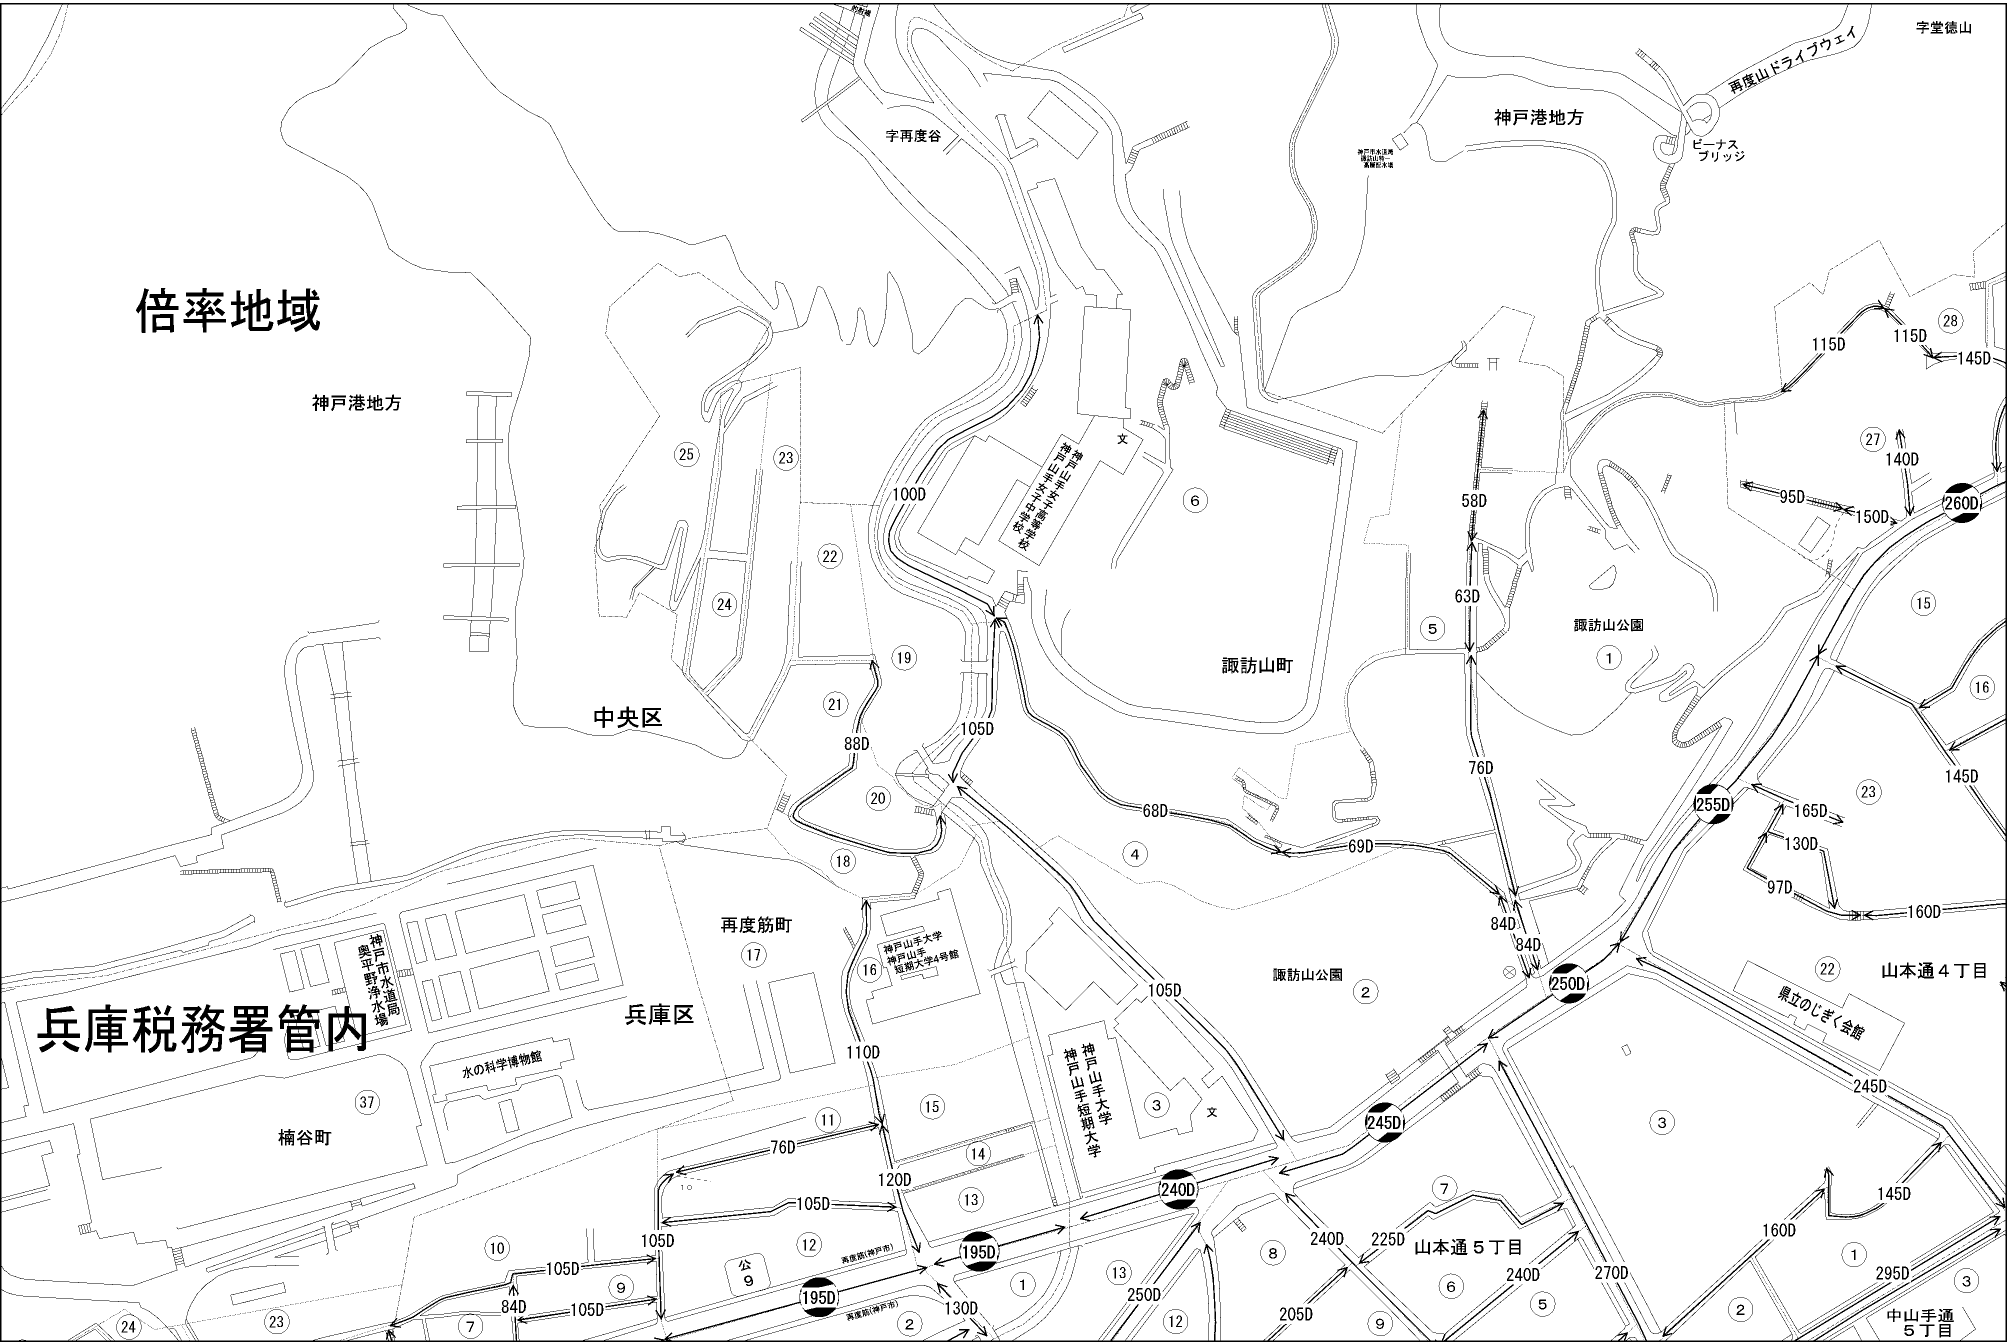 字堂徳山
再度山ドライブウェイ
神戸港地方
字再度谷
ビーナス
ブリッジ
倍率地域
28
115D
115D
145D
神戸港地方
25
23
27
140D
58D
100D
6
95D
150D
260D
文
神戸山手女子高等学校
神戸山手女子中学校
22
24
63D
5
諏訪山公園
1
15
19
諏訪山町
16
中央区
21
88D
105D
76D
145D
20
68D
255D
23
165D
69D
130D
18
4
97D
160D
84D
84D
再度筋町
17
神戸山手大学
神戸山手
短期大学4号館
16
神戸市水道局
奥平野浄水場
諏訪山公園
2
250D
22
山本通4丁目
県立のじぎく会館
105D
兵庫税務署管内
兵庫区
110D
水の科学博物館
神戸山手大学
神戸山手短期大学
245D
37
15
3
文
245D
3
楠谷町
11
76D
14
120D
13
240D
7
145D
105D
10
105D
12
再度筋(神戸市)
195D
240D
225D
山本通5丁目
160D
8
1
105D
9
公
9
195D
再度筋(神戸市)
1
13
250D
6
240D
270D
295D
3
84D
105D
130D
205D
5
2
24
23
7
2
12
9
中山手通
5丁目